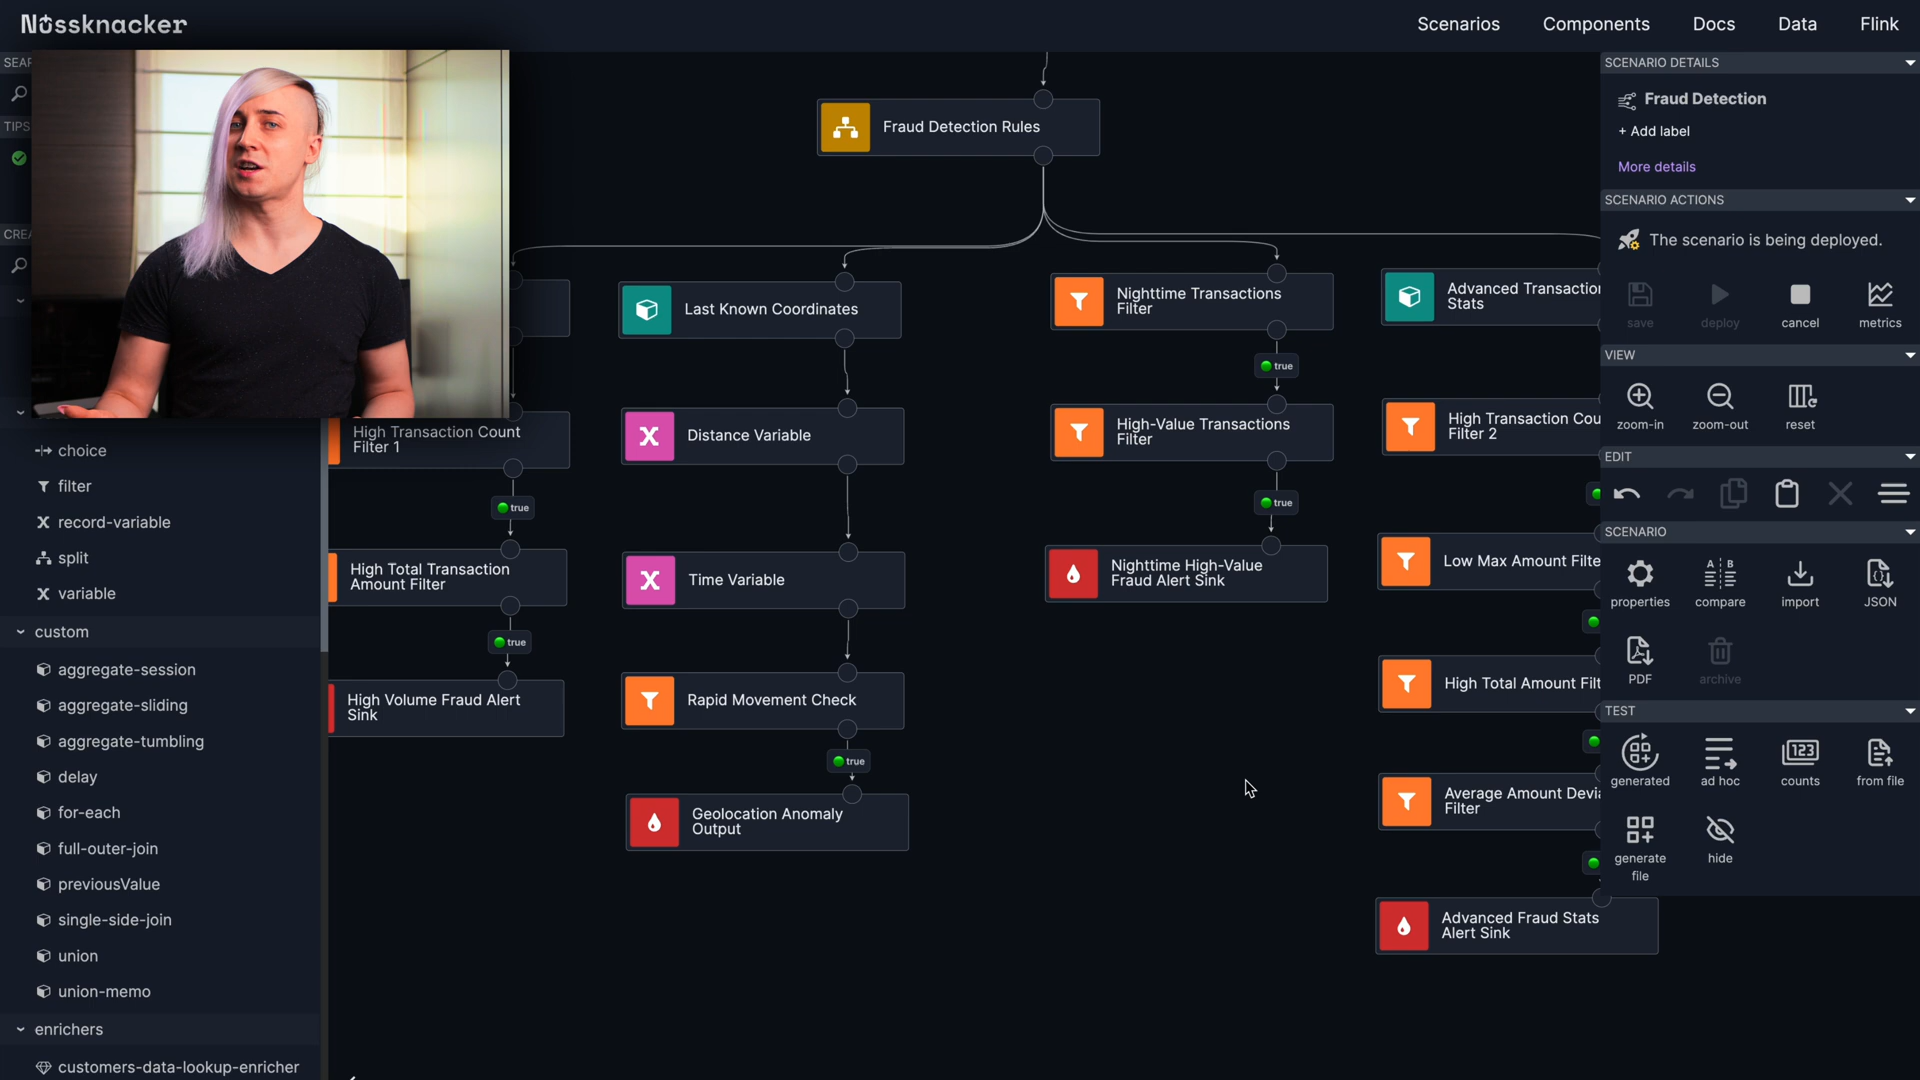 Nussknacker
Scenarios
Components
Docs
Data
Flink
SEAR
TIPS
CREA
choice
filter
record-variable
split
variable
custom
aggregate-session
aggregate-sliding
aggregate-tumbling
delay
for-each
full-outer-join
previousValue
single-side-join
union
union-memo
enrichers
customers-data-lookup-enricher
Fraud Detection Rules
High Transaction Count
Filter 1
true
High Total Transaction
Amount Filter
true
High Volume Fraud Alert
Sink
Last Known Coordinates
Distance Variable
Time Variable
Rapid Movement Check
true
Geolocation Anomaly
Output
Nighttime Transactions
Filter
true
High-Value Transactions
Filter
true
Nighttime High-Value
Fraud Alert Sink
Advanced Transaction
Stats
High Transaction Cou
Filter 2
Low Max Amount Filte
High Total Amount Filt
Average Amount Devia
Filter
Advanced Fraud Stats
Alert Sink
SCENARIO DETAILS
Fraud Detection
+ Add label
More details
SCENARIO ACTIONS
The scenario is being deployed.
save
deploy
cancel
metrics
VIEW
zoom-in
zoom-out
reset
EDIT
SCENARIO
properties
A B
compare
import
JSON
PDF
archive
TEST
generated
ad hoc
123
counts
from file
generate
file
hide